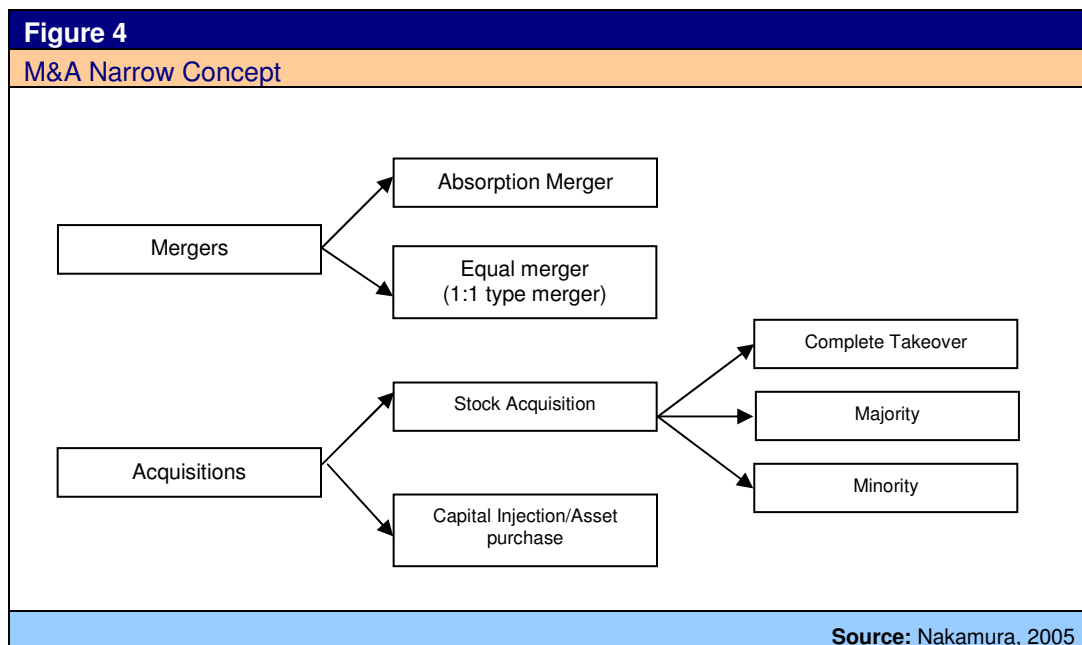 Figure 4
M&A Narrow Concept
Absorption Merger
Mergers
Equal merger
(1:1 type merger)
Complete Takeover
Stock Acquisition
Majority
Acquisitions
Minority
Capital Injection/Asset
purchase
Source: Nakamura, 2005